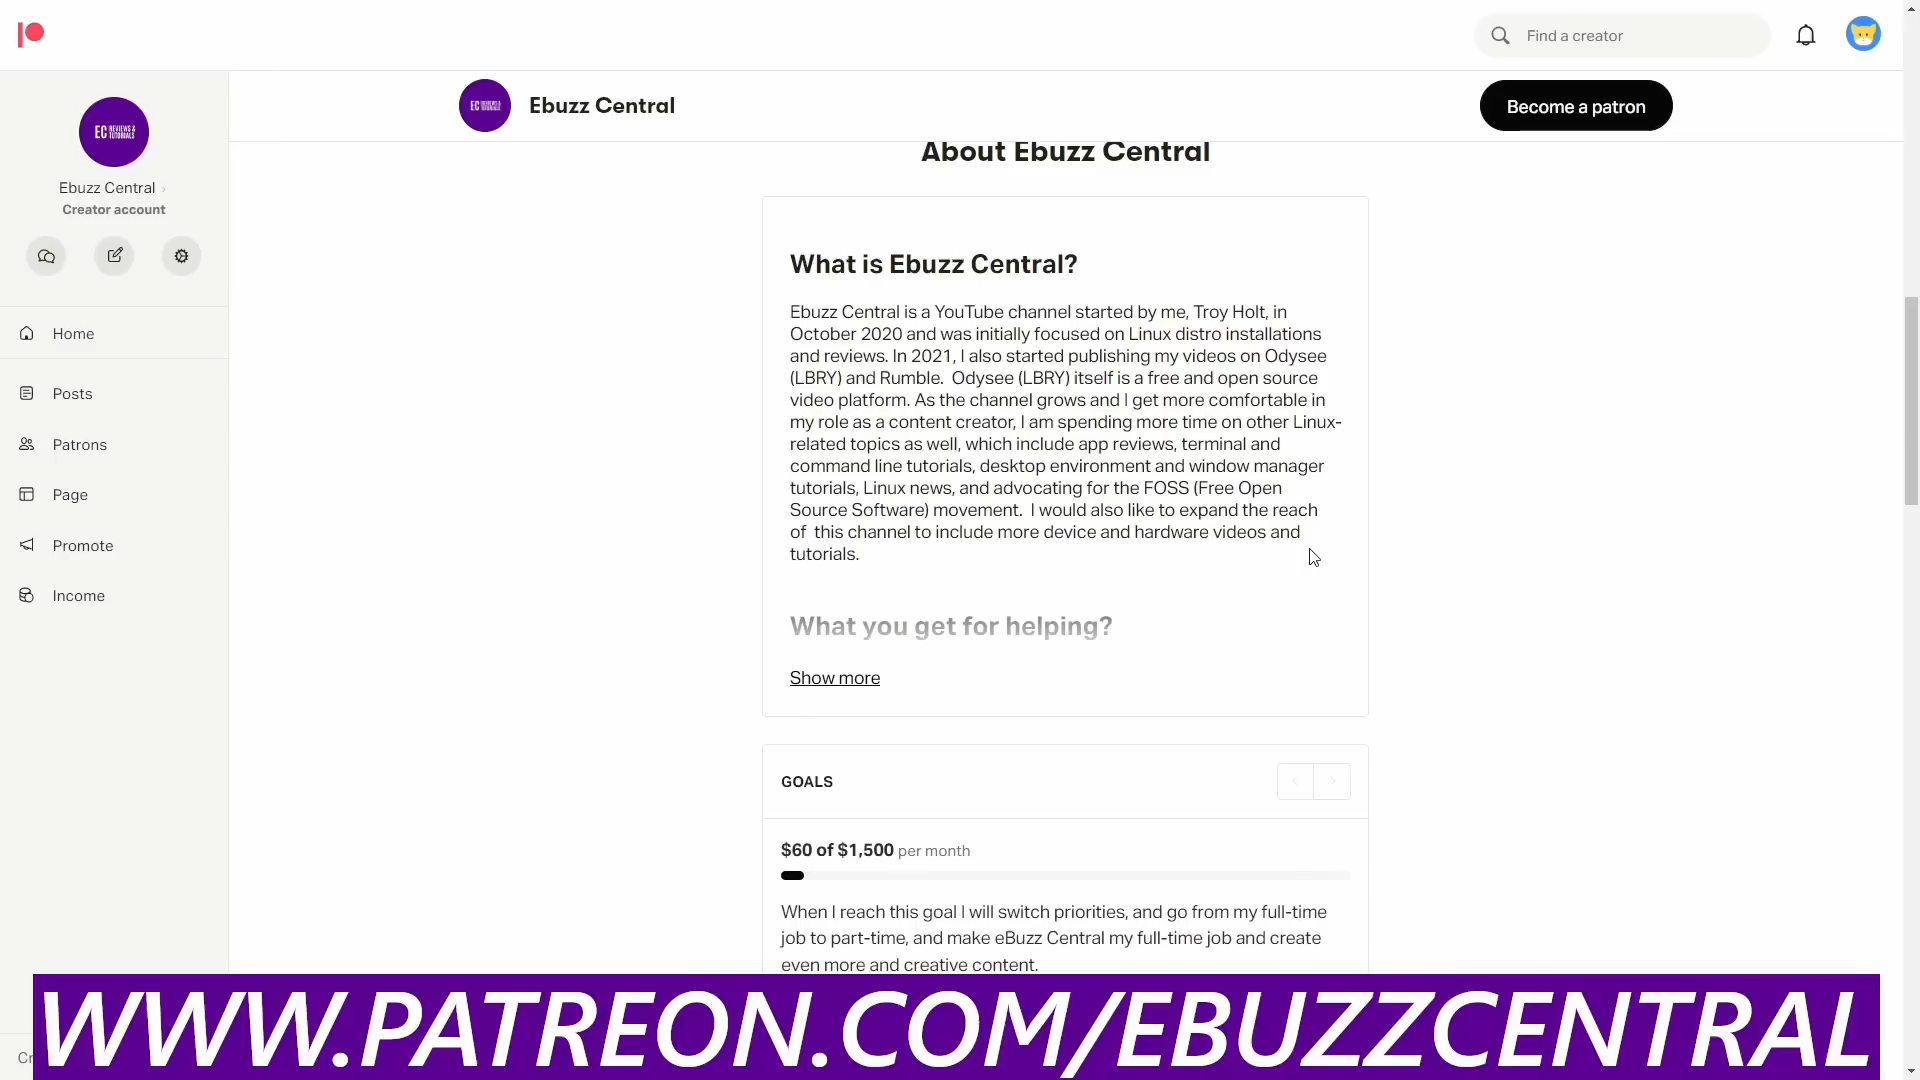 Find a creator
EC REVIEWS & TUTORIALS
Ebuzz Central
Creator account
Home
Posts
Patrons
Page
Promote
Income
Ebuzz Central
Become a patron
About Ebuzz Central
What is Ebuzz Central?
Ebuzz Central is a YouTube channel started by me, Troy Holt, in
October 2020 and was initially focused on Linux distro installations
and reviews. In 2021, I also started publishing my videos on Odysee
(LBRY) and Rumble.  Odysee (LBRY) itself is a free and open source
video platform. As the channel grows and I get more comfortable in
my role as a content creator, I am spending more time on other Linux-
related topics as well, which include app reviews, terminal and
command line tutorials, desktop environment and window manager
tutorials, Linux news, and advocating for the FOSS (Free Open
Source Software) movement.  I would also like to expand the reach
of  this channel to include more device and hardware videos and
tutorials.
What you get for helping?
Show more
GOALS
$60 of $1,500 per month
When I reach this goal I will switch priorities, and go from my full-time
job to part-time, and make eBuzz Central my full-time job and create
even more and creative content.
WWW.PATREON.COM/EBUZZCENTRAL